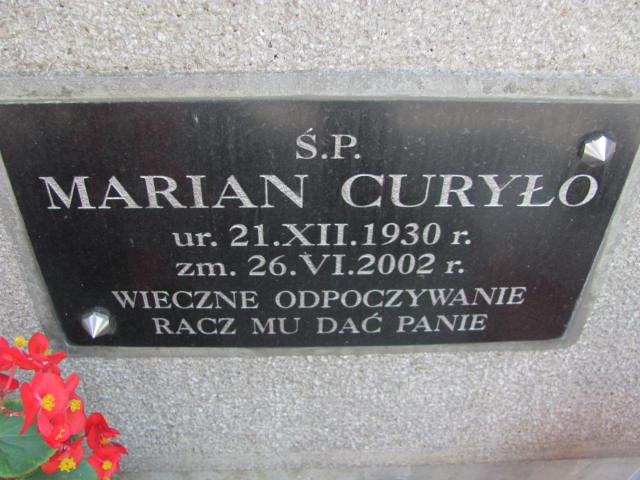 Ś.P.
MARIAN CURYŁO
ur. 21.XII.1930 r.
zm. 26.VI.2002 r.
WIECZNE ODPOCZYWANIE
RACZ MU DAĆ PANIE